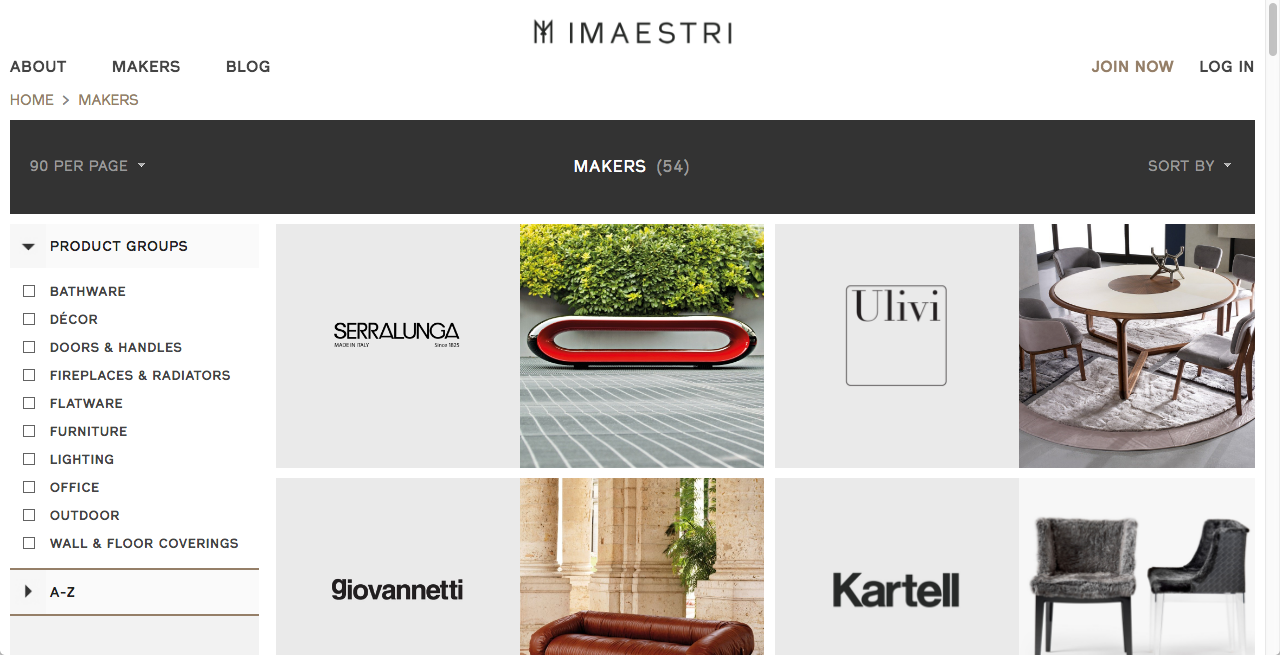 IMAESTRI
ABOUT MAKERS BLOG JOIN NOW LOG IN
HOME > MAKERS
90 PER PAGE MAKERS (54) SORT BY
PRODUCT GROUPS
BATHWARE
DÉCOR
DOORS & HANDLES
FIREPLACES & RADIATORS
FLATWARE
FURNITURE
LIGHTING
OFFICE
OUTDOOR
WALL & FLOOR COVERINGS
A-Z
SERRALUNGA
MADE IN ITALY Since 1825
Ulivi
giovannetti
Kartell